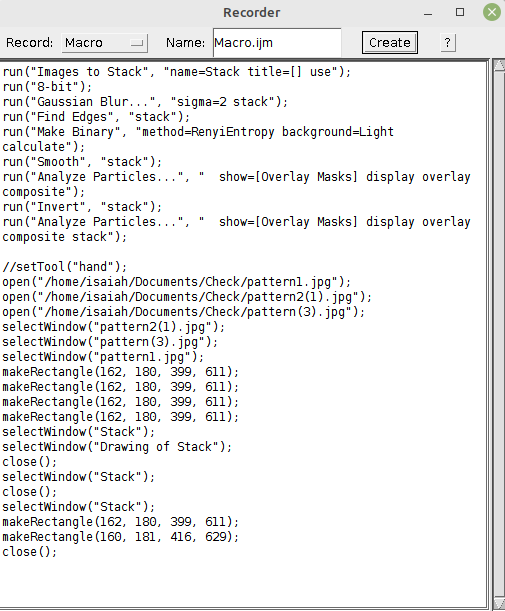 Recorder
Record: Macro Name: Macro.ijm Create ?
run("Images to Stack", "name=Stack title=[] use");
run("8-bit");
run("Gaussian Blur...", "sigma=2 stack");
run("Find Edges", "stack");
run("Make Binary", "method=RenyiEntropy background=Light
calculate");
run("Smooth", "stack");
run("Analyze Particles...", "  show=[Overlay Masks] display overlay
composite");
run("Invert", "stack");
run("Analyze Particles...", "  show=[Overlay Masks] display overlay
composite stack");
//setTool("hand");
open("/home/isaiah/Documents/Check/pattern1.jpg");
open("/home/isaiah/Documents/Check/pattern2(1).jpg");
open("/home/isaiah/Documents/Check/pattern(3).jpg");
selectWindow("pattern2(1).jpg");
selectWindow("pattern(3).jpg");
selectWindow("pattern1.jpg");
makeRectangle(162, 180, 399, 611);
makeRectangle(162, 180, 399, 611);
makeRectangle(162, 180, 399, 611);
makeRectangle(162, 180, 399, 611);
selectWindow("Stack");
selectWindow("Drawing of Stack");
close();
selectWindow("Stack");
close();
selectWindow("Stack");
makeRectangle(162, 180, 399, 611);
makeRectangle(160, 181, 416, 629);
close();